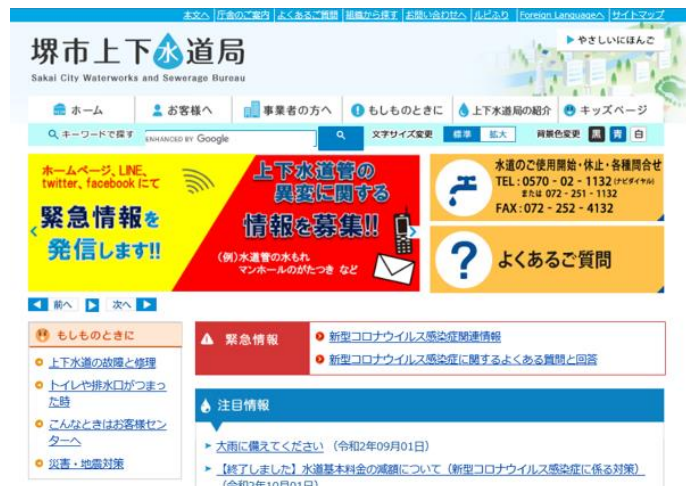 本文へ 庁舎のご案内 よくあるご質問 組織から探す お問い合わせへ ルビふり Foreign Languageへ サイトマップ
堺市上下水道局
Sakai City Waterworks and Sewerage Bureau
やさしいにほんご
ホーム お客様へ 事業者の方へ もしものときに 上下水道局の紹介 キッズページ
キーワードで探す ENHANCED BY Google 文字サイズ変更 標準 拡大 背景色変更 黒 青 白
ホームページ、LINE、
twitter、facebook にて
緊急情報を
発信します!!
上下水道管の
異変に関する
情報を募集!!
(例)水道管の水もれ
マンホールのがたつき など
水道のご使用開始・休止・各種問合せ
TEL:0570 - 02 - 1132 (ナビダイヤル)
または 072 - 251 - 1132
FAX:072 - 252 - 4132
よくあるご質問
前へ 次へ
もしものときに
上下水道の故障と修理
トイレや排水口がつまっ
た時
こんなときはお客様セン
ターへ
災害・地震対策
緊急情報
新型コロナウイルス感染症関連情報
新型コロナウイルス感染症に関するよくある質問と回答
注目情報
大雨に備えてください (令和2年09月01日)
【終了しました】水道基本料金の減額について(新型コロナウイルス感染症に係る対策)
(令和2年10月01日)